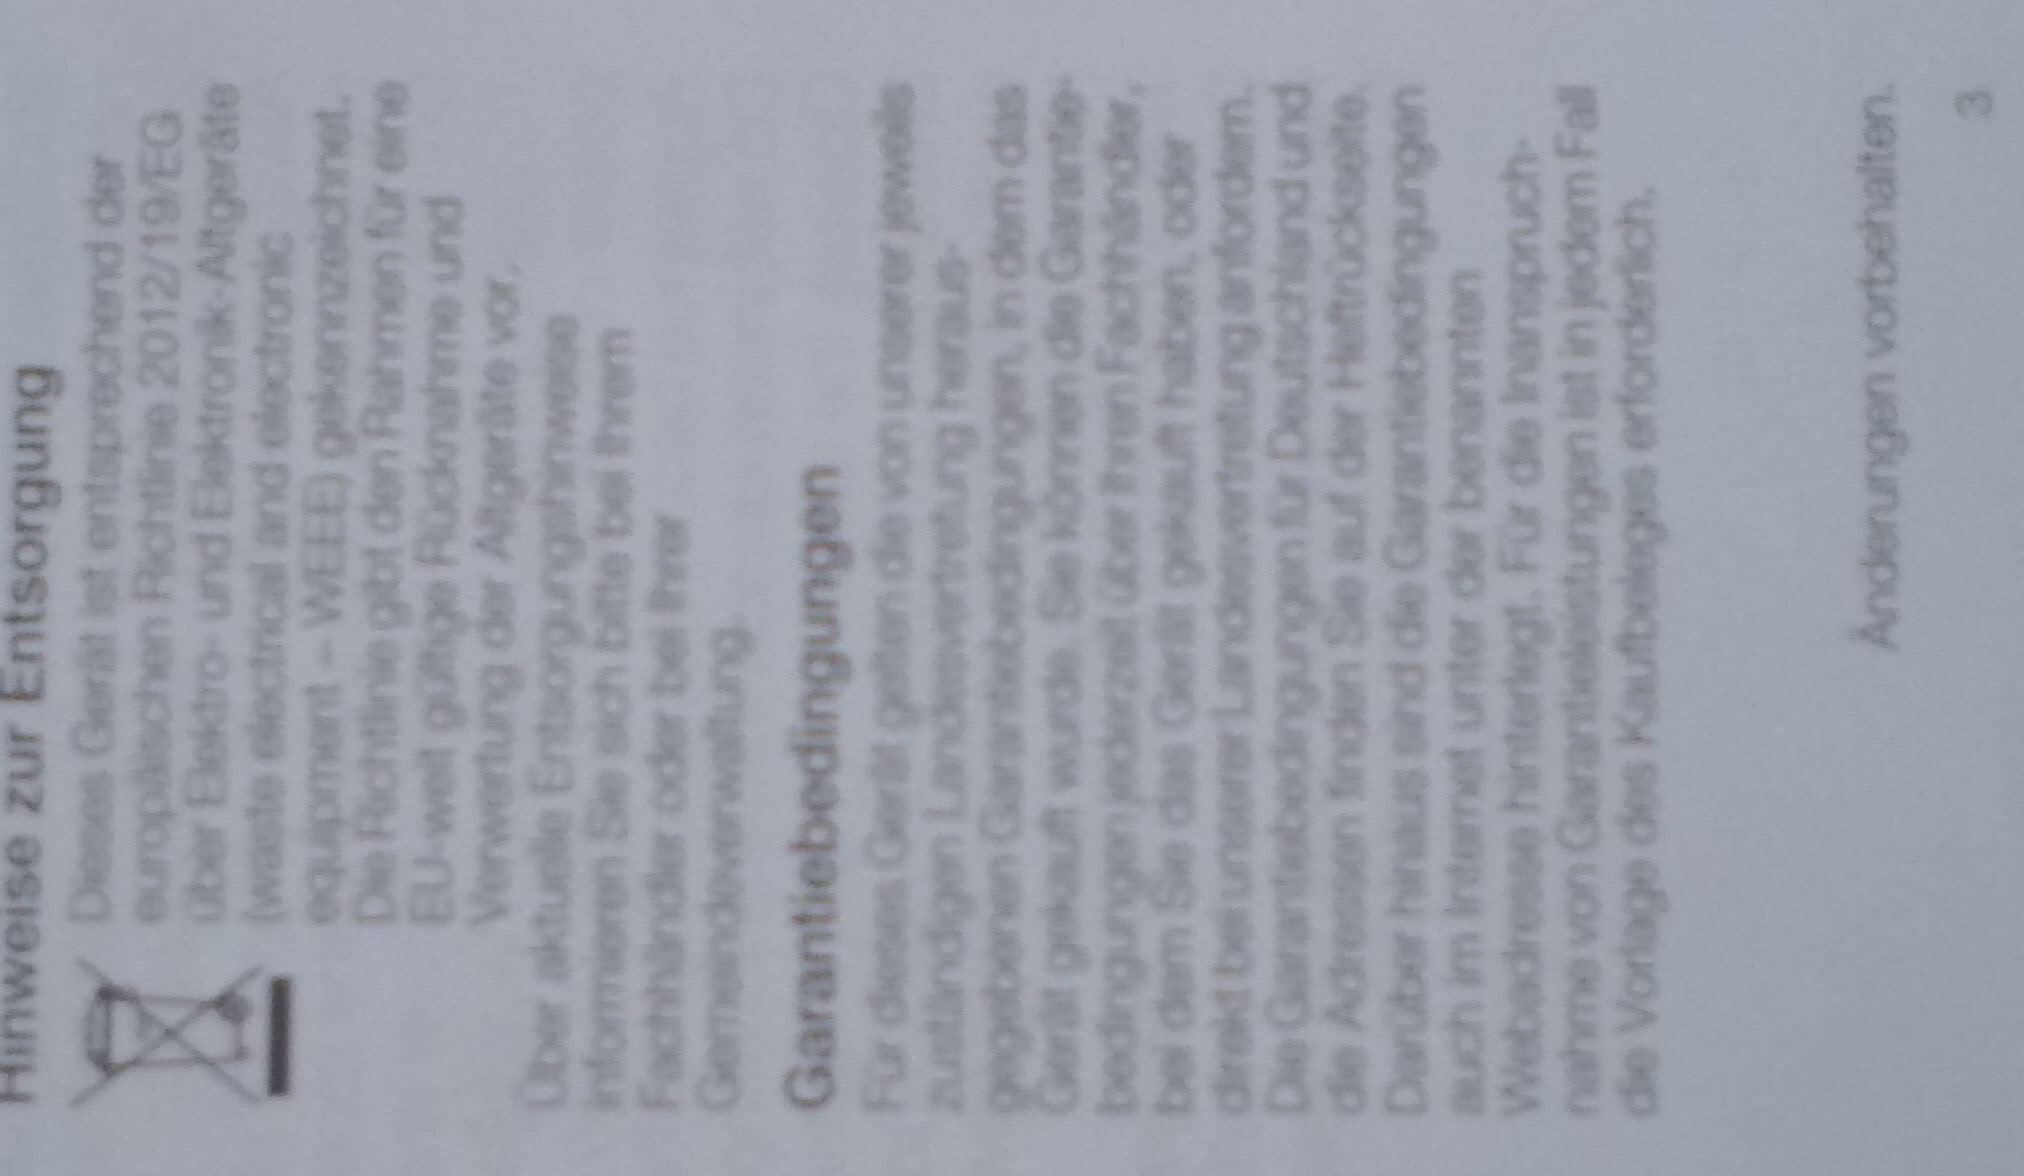 Hinweise zur Entsorgung
Dieses Gerät ist entsprechend der
europäischen Richtlinie 2012/19/EG
über Elektro- und Elektronik-Altgeräte
(waste electrical and electronic
equipment – WEEE) gekennzeichnet.
Die Richtlinie gibt den Rahmen für eine
EU-weit gültige Rücknahme und
Verwertung der Altgeräte vor.
Über aktuelle Entsorgungshinweise
informieren Sie sich bitte bei Ihrem
Fachhändler oder bei Ihrer
Gemeindeverwaltung.
Garantiebedingungen
Für dieses Gerät gelten die von unserer jeweils
zuständigen Landesvertretung heraus-
gegebenen Garantiebedingungen, in dem das
Gerät gekauft wurde. Sie können die Garantie-
bedingungen jederzeit über Ihren Fachhändler,
bei dem Sie das Gerät gekauft haben, oder
direkt bei unserer Landesvertretung anfordern.
Die Garantiebedingungen für Deutschland und
die Adressen finden Sie auf der Heftrückseite.
Darüber hinaus sind die Garantiebedingungen
auch im Internet unter der benannten
Webadresse hinterlegt. Für die Inanspruch-
nahme von Garantieleistungen ist in jedem Fall
die Vorlage des Kaufbeleges erforderlich.
Änderungen vorbehalten.
3